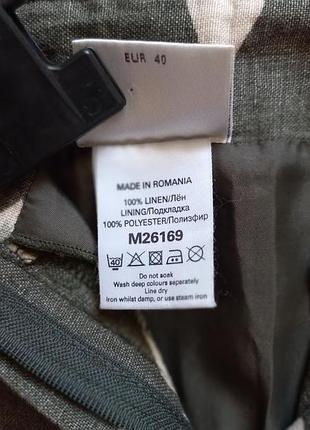 EUR 40
MADE IN ROMANIA
100% LINEN/Лён
LINING/Подкладка
100% POLYESTER/Полиэфир
M26169
40
Do not soak
Wash deep colours separately
Line dry
Iron whilst damp, or use steam iron